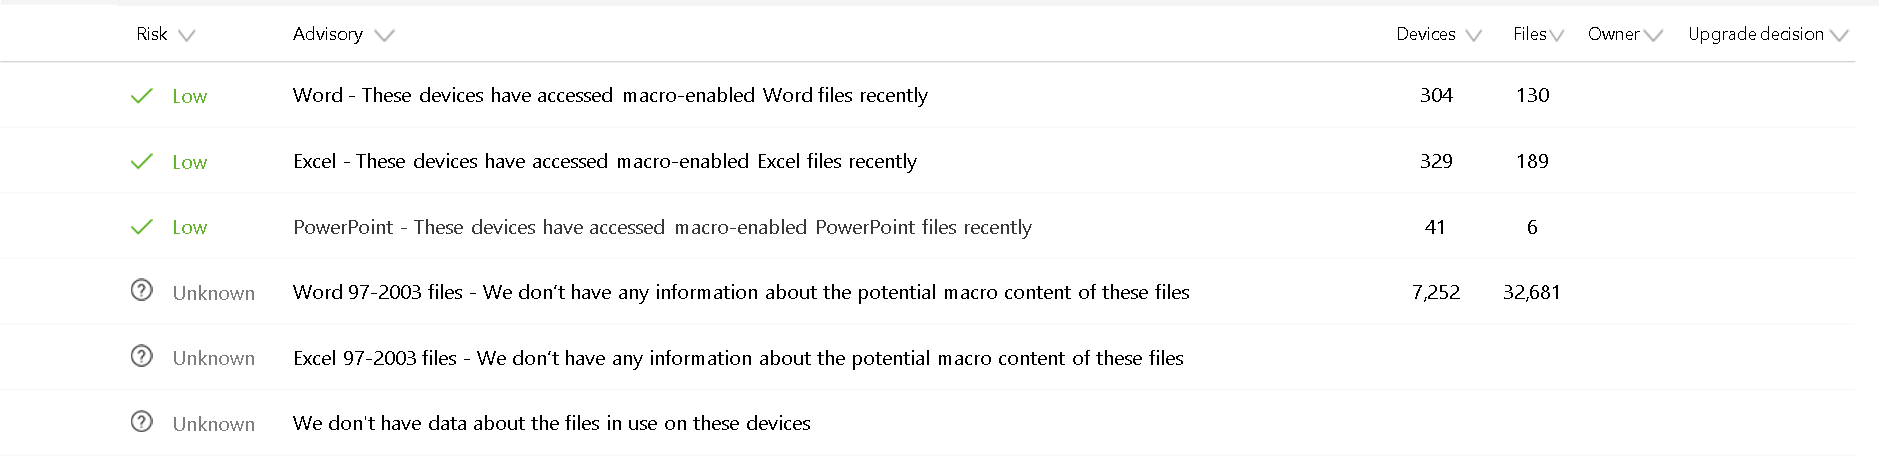 Risk Advisory Devices Files Owner Upgrade decision
Low Word - These devices have accessed macro-enabled Word files recently 304 130
Low Excel - These devices have accessed macro-enabled Excel files recently 329 189
Low PowerPoint - These devices have accessed macro-enabled PowerPoint files recently 41 6
Unknown Word 97-2003 files - We don't have any information about the potential macro content of these files 7,252 32,681
Unknown Excel 97-2003 files - We don't have any information about the potential macro content of these files
Unknown We don't have data about the files in use on these devices